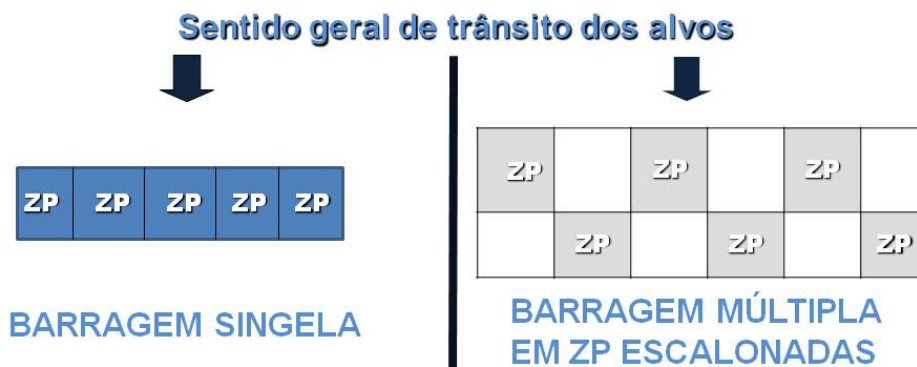 Sentido geral de trânsito dos alvos
ZP ZP ZP ZP ZP
BARRAGEM SINGELA
ZP ZP ZP
ZP ZP ZP
BARRAGEM MÚLTIPLA
EM ZP ESCALONADAS